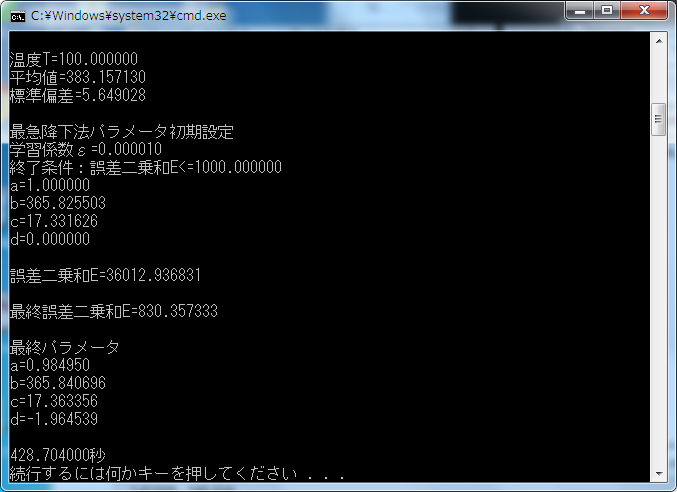 C:¥Windows¥system32¥cmd.exe
温度T=100.000000
平均値=383.157130
標準偏差=5.649028
最急降下法パラメータ初期設定
学習係数ε=0.000010
終了条件：誤差二乗和E<=1000.000000
a=1.000000
b=365.825503
c=17.331626
d=0.000000
誤差二乗和E=36012.936831
最終誤差二乗和E=830.357333
最終パラメータ
a=0.984950
b=365.840696
c=17.363356
d=-1.964539
428.704000秒
続行するには何かキーを押してください . . .